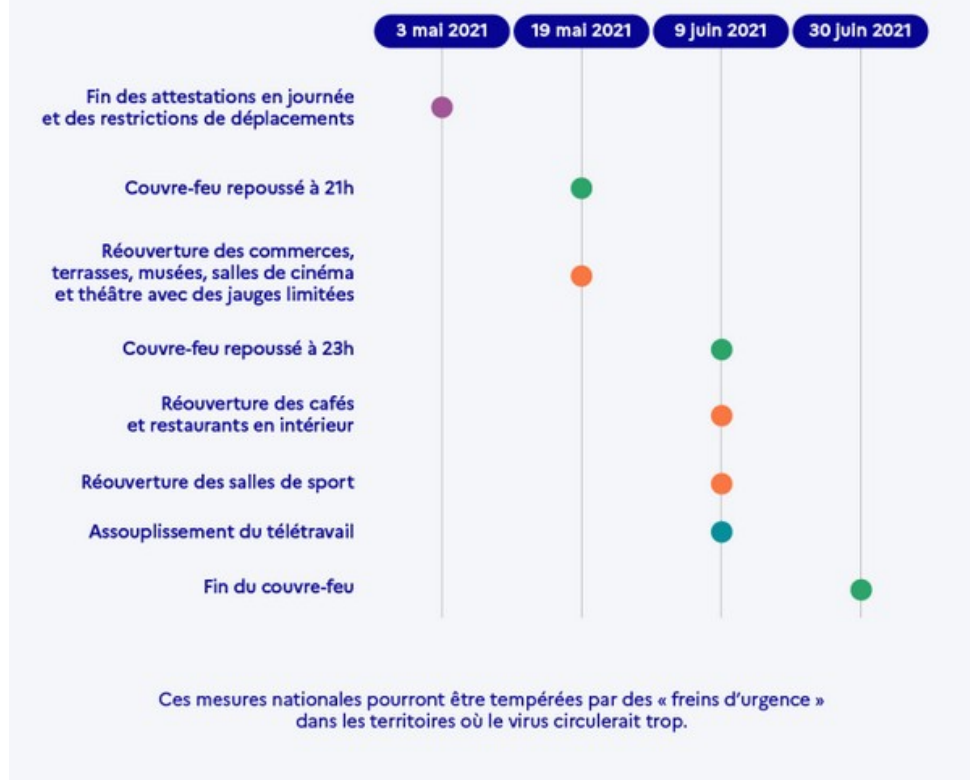 3 mai 2021
19 mai 2021
9 juin 2021
30 juin 2021
Fin des attestations en journée
et des restrictions de déplacements
Couvre-feu repoussé à 21h
Réouverture des commerces,
terrasses, musées, salles de cinéma
et théâtre avec des jauges limitées
Couvre-feu repoussé à 23h
Réouverture des cafés
et restaurants en intérieur
Réouverture des salles de sport
Assouplissement du télétravail
Fin du couvre-feu
Ces mesures nationales pourront être tempérées par des « freins d’urgence »
dans les territoires où le virus circulerait trop.